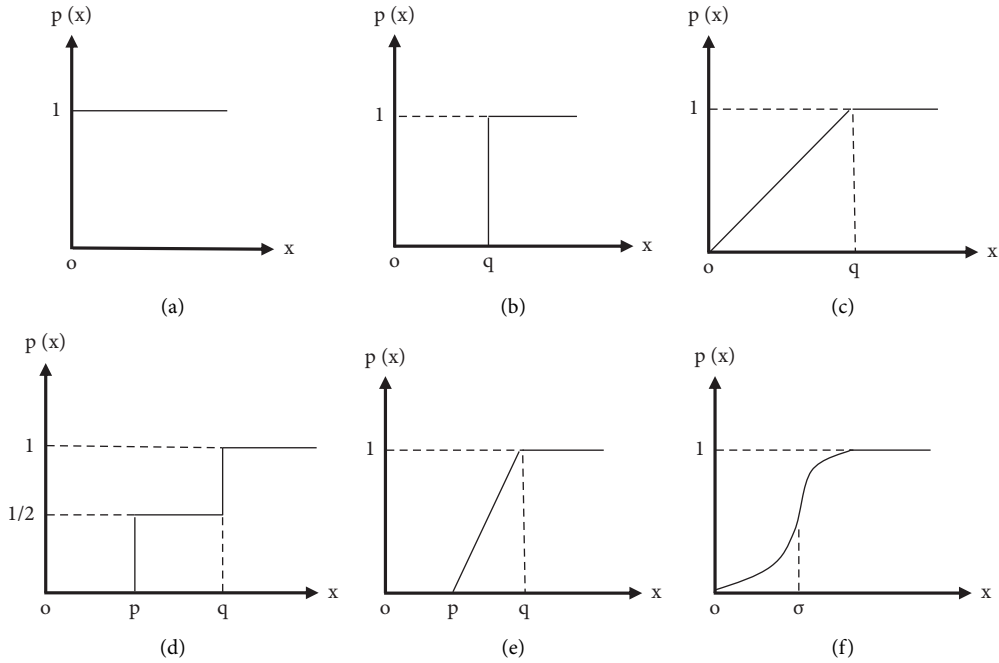 p (x)
1
o
x
(a)
p (x)
1
o
q
x
(b)
p (x)
1
o
q
x
(c)
p (x)
1
1/2
o
p
q
x
(d)
p (x)
1
o
p
q
x
(e)
p (x)
1
o
σ
x
(f)